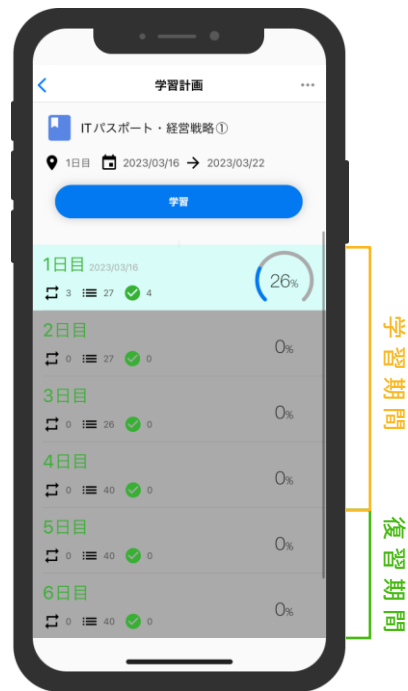 学習計画
ITパスポート・経営戦略①
1日目 2023/03/16 → 2023/03/22
学習
1日目 2023/03/16
3 27 4
26%
2日目
0 27 0
0%
3日目
0 26 0
0%
4日目
0 40 0
0%
5日目
0 40 0
0%
6日目
0 40 0
0%
学習期間
復習期間